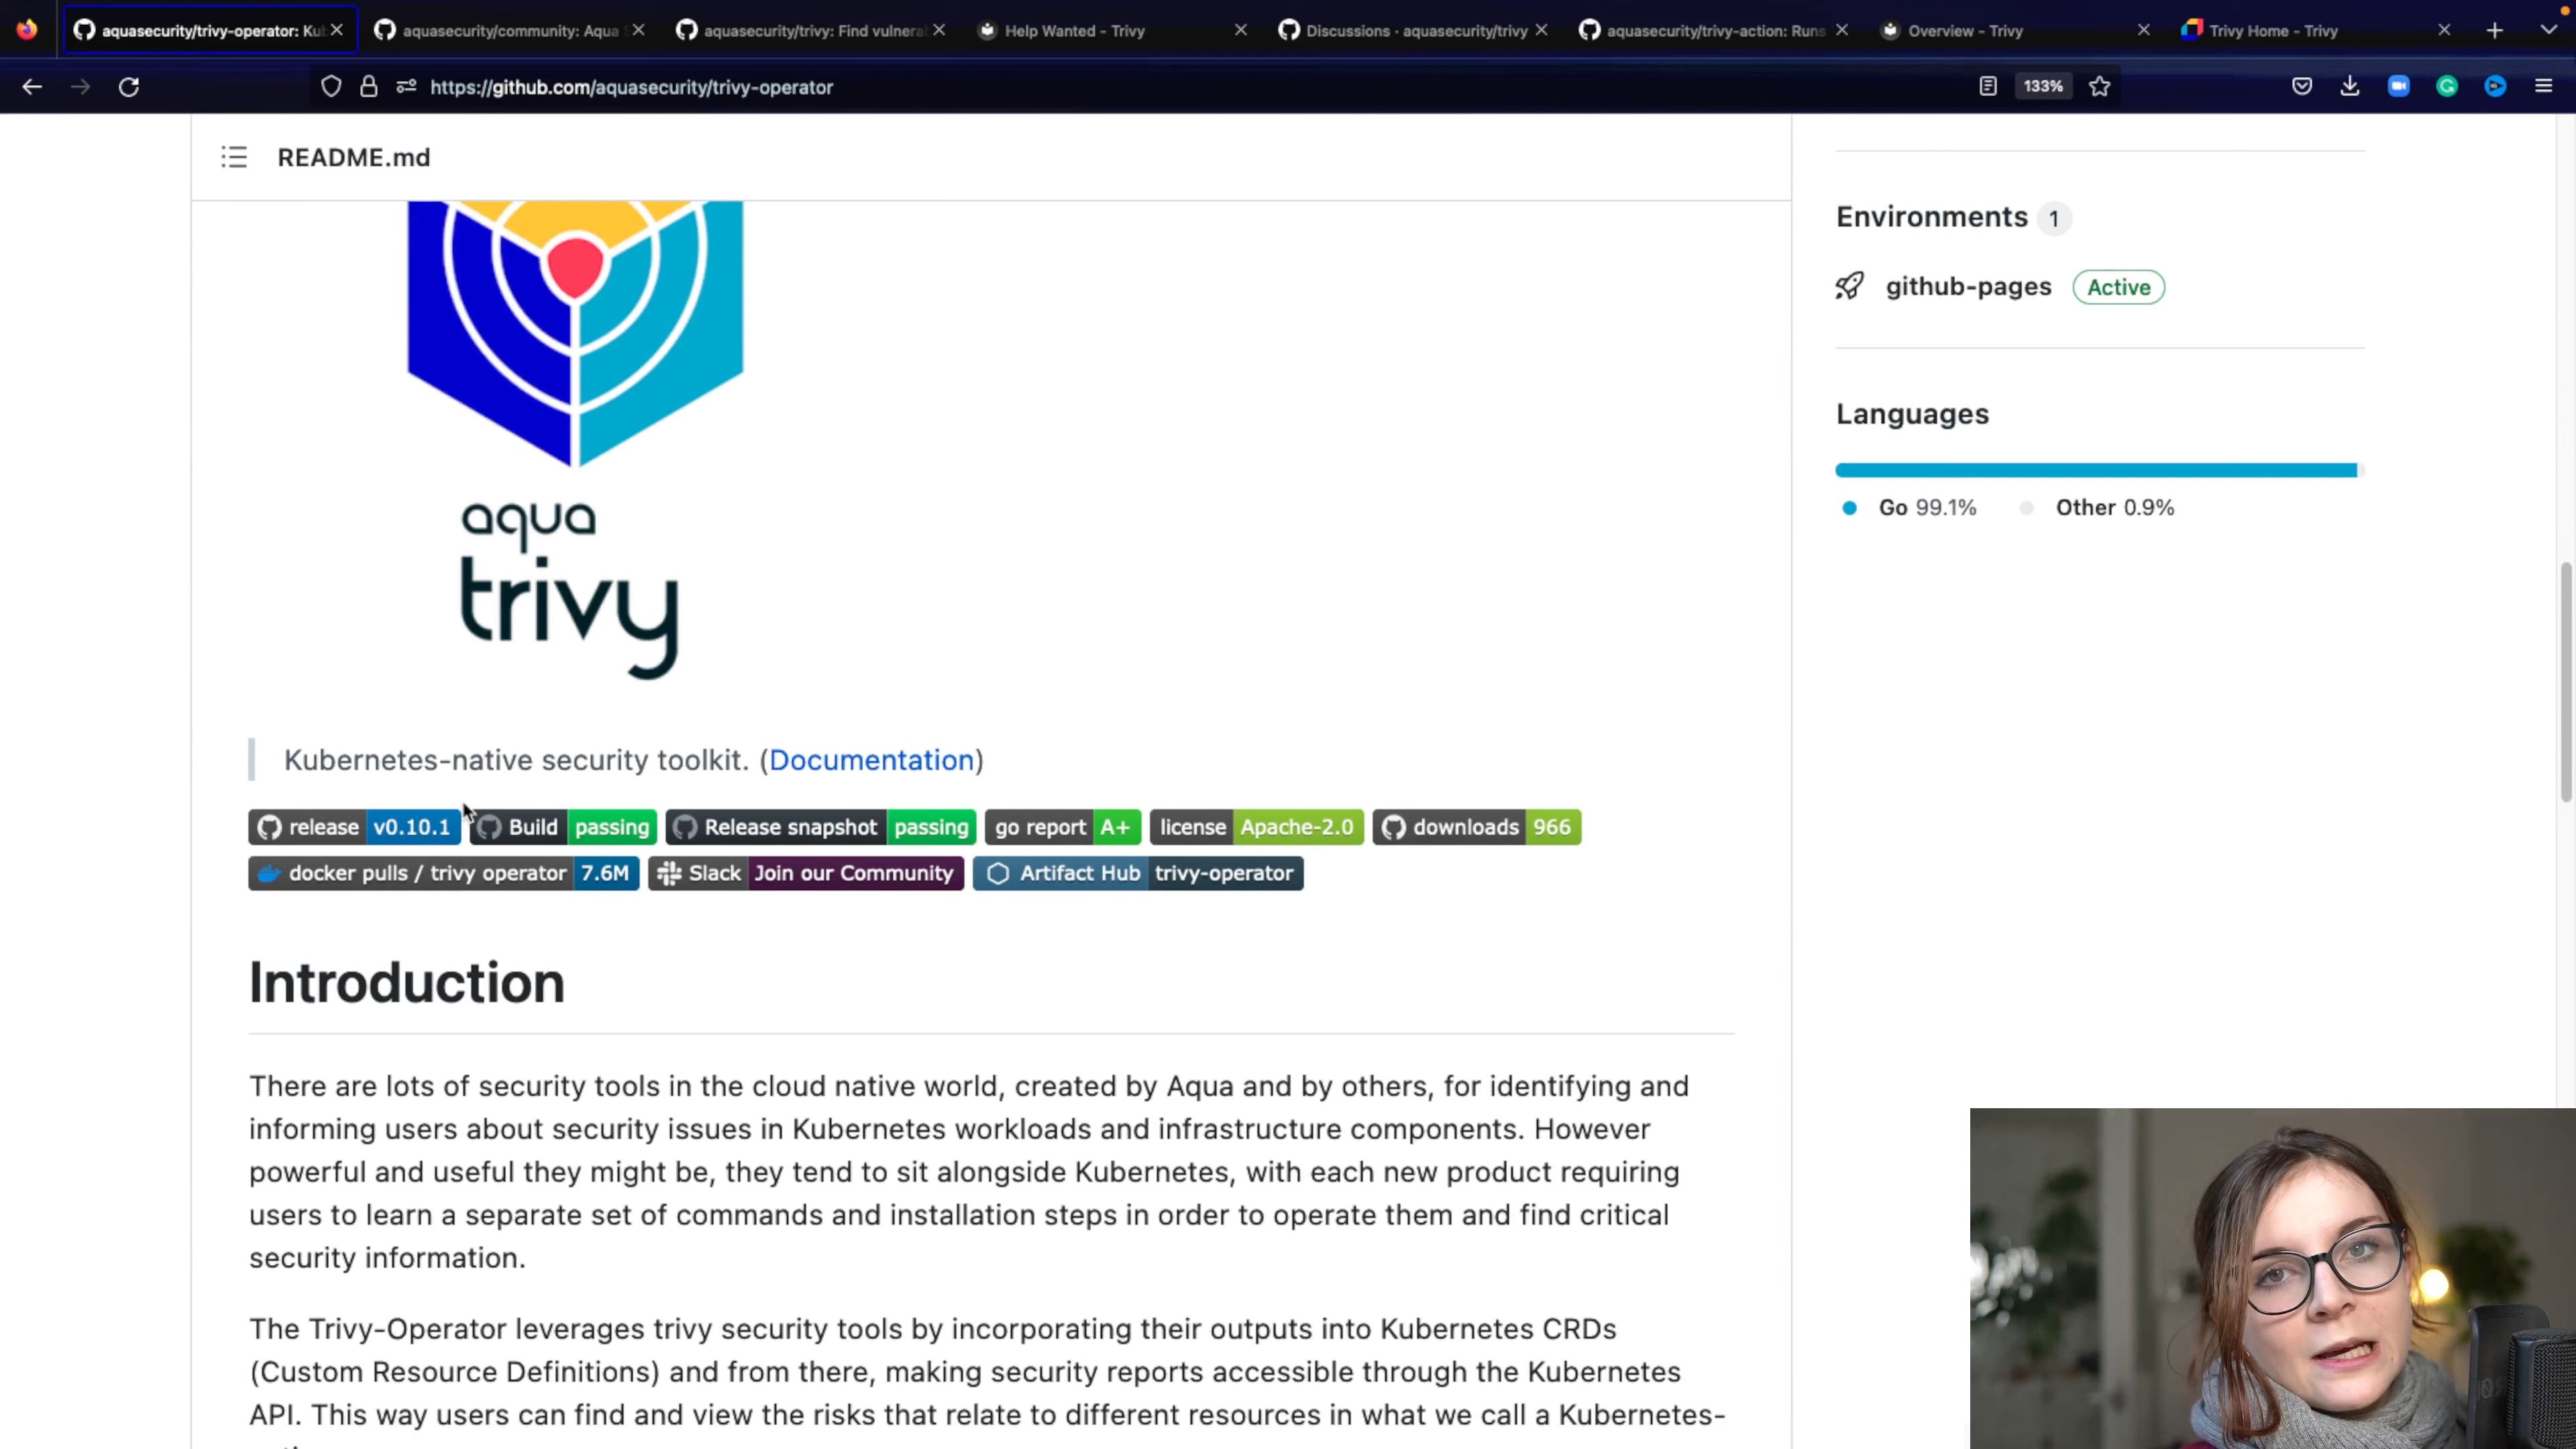 aquasecurity/trivy-operator: Ku
aquasecurity/community: Aqua S
aquasecurity/trivy: Find vulnera
Help Wanted - Trivy
Discussions · aquasecurity/trivy
aquasecurity/trivy-action: Runs
Overview - Trivy
Trivy Home - Trivy
https://github.com/aquasecurity/trivy-operator
133%
README.md
aqua
trivy
Kubernetes-native security toolkit. (Documentation)
release v0.10.1 Build passing Release snapshot passing go report A+ license Apache-2.0 downloads 966
docker pulls / trivy operator 7.6M Slack Join our Community Artifact Hub trivy-operator
Introduction
There are lots of security tools in the cloud native world, created by Aqua and by others, for identifying and
informing users about security issues in Kubernetes workloads and infrastructure components. However
powerful and useful they might be, they tend to sit alongside Kubernetes, with each new product requiring
users to learn a separate set of commands and installation steps in order to operate them and find critical
security information.
The Trivy-Operator leverages trivy security tools by incorporating their outputs into Kubernetes CRDs
(Custom Resource Definitions) and from there, making security reports accessible through the Kubernetes
API. This way users can find and view the risks that relate to different resources in what we call a Kubernetes-
Environments 1
github-pages Active
Languages
Go 99.1% Other 0.9%